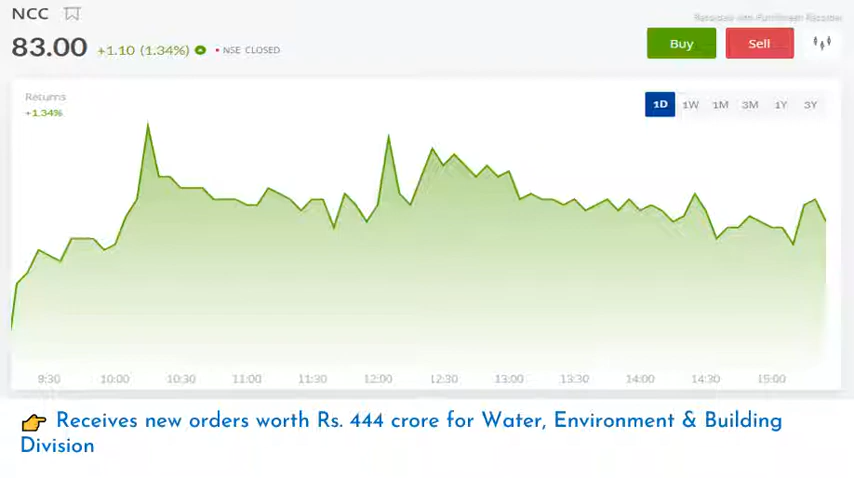 NCC
83.00 +1.10 (1.34%) • NSE CLOSED
Buy Sell
Returns
+1.34%
1D 1W 1M 3M 1Y 3Y
9:30 10:00 10:30 11:00 11:30 12:00 12:30 13:00 13:30 14:00 14:30 15:00
👉 Receives new orders worth Rs. 444 crore for Water, Environment & Building
Division